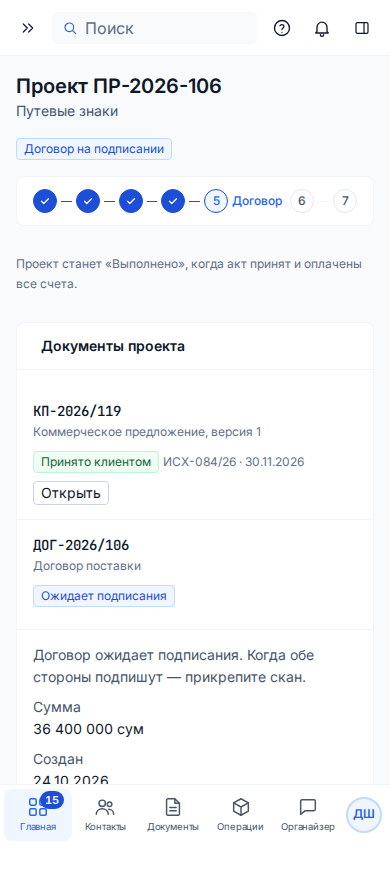 Поиск
Проект ПР-2026-106
Путевые знаки
Договор на подписании
5 Договор 6 7
Проект станет «Выполнено», когда акт принят и оплачены
все счета.
Документы проекта
КП-2026/119
Коммерческое предложение, версия 1
Принято клиентом ИСХ-084/26 · 30.11.2026
Открыть
ДОГ-2026/106
Договор поставки
Ожидает подписания
Договор ожидает подписания. Когда обе
стороны подпишут — прикрепите скан.
Сумма
36 400 000 сум
Создан
24.10.2026
15
Главная Контакты Документы Операции Органайзер ДШ